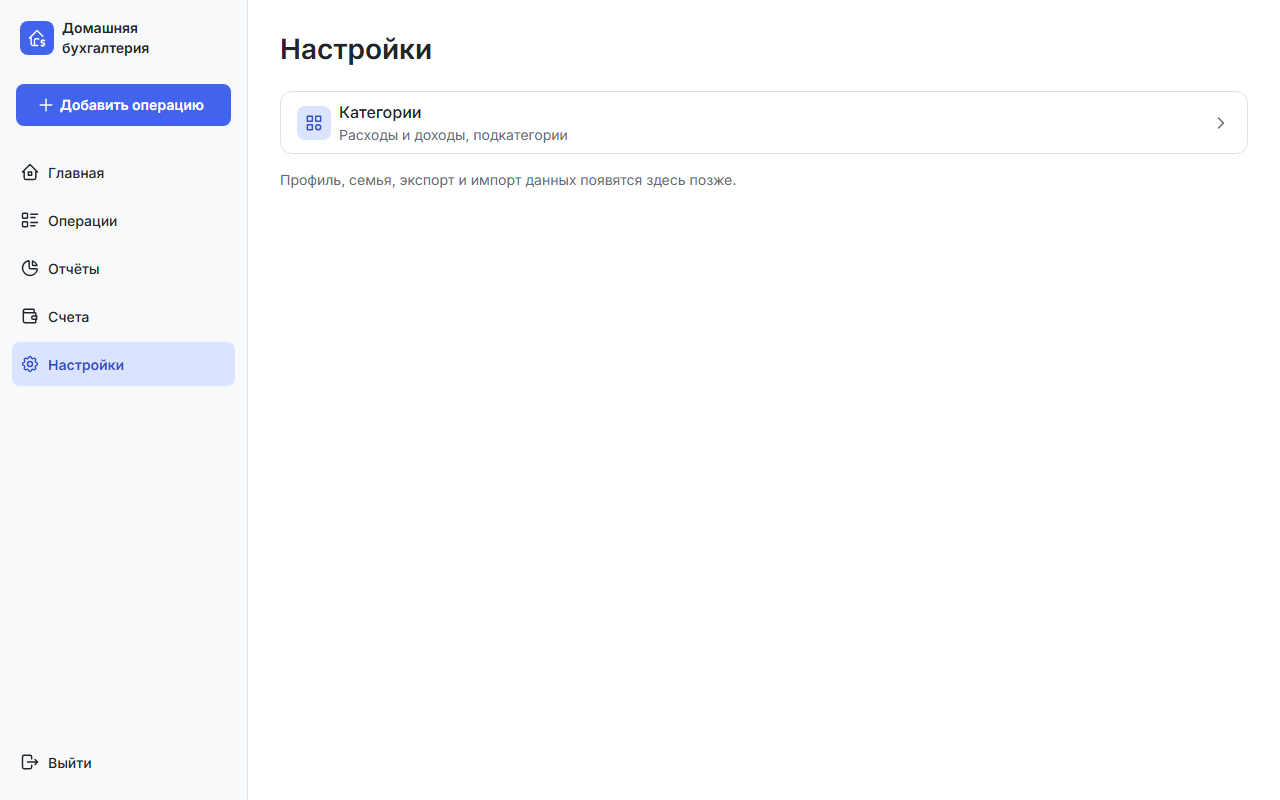 Домашняя
бухгалтерия
Добавить операцию
Главная
Операции
Отчёты
Счета
Настройки
Выйти
Настройки
Категории
Расходы и доходы, подкатегории
Профиль, семья, экспорт и импорт данных появятся здесь позже.